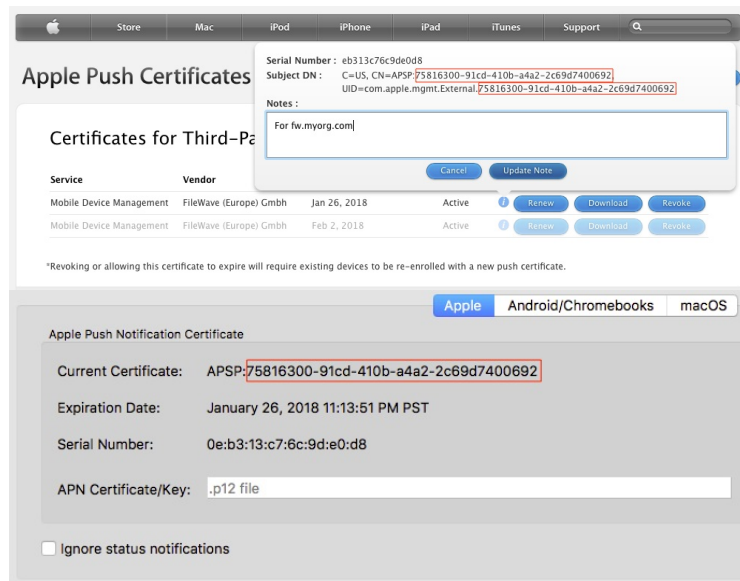 Store Mac iPod iPhone iPad iTunes Support
Apple Push Certificates
Serial Number : eb313c76c9de0d8
Subject DN : C=US, CN=APSP:75816300-91cd-410b-a4a2-2c69d7400692,
UID=com.apple.mgmt.External.75816300-91cd-410b-a4a2-2c69d7400692
Notes :
For fw.myorg.com
Cancel Update Note
Certificates for Third-Pa
Service Vendor
Mobile Device Management FileWave (Europe) Gmbh Jan 26, 2018 Active i Renew Download Revoke
Mobile Device Management FileWave (Europe) Gmbh Feb 2, 2018 Active i Renew Download Revoke
*Revoking or allowing this certificate to expire will require existing devices to be re-enrolled with a new push certificate.
Apple Android/Chromebooks macOS
Apple Push Notification Certificate
Current Certificate: APSP:75816300-91cd-410b-a4a2-2c69d7400692
Expiration Date: January 26, 2018 11:13:51 PM PST
Serial Number: 0e:b3:13:c7:6c:9d:e0:d8
APN Certificate/Key: .p12 file
Ignore status notifications